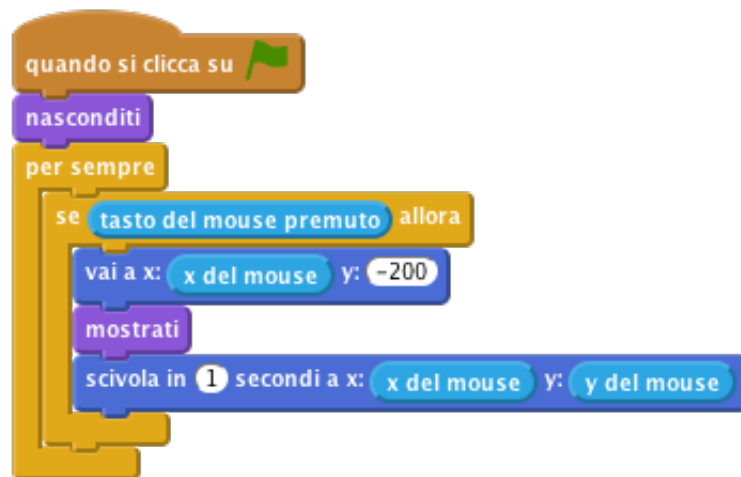 quando si clicca su
nasconditi
per sempre
se tasto del mouse premuto allora
vai a x: x del mouse y: -200
mostrati
scivola in 1 secondi a x: x del mouse y: y del mouse